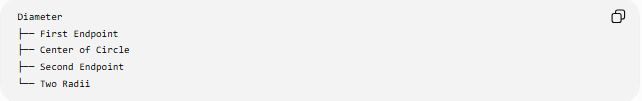 Diameter
├── First Endpoint
├── Center of Circle
├── Second Endpoint
└── Two Radii